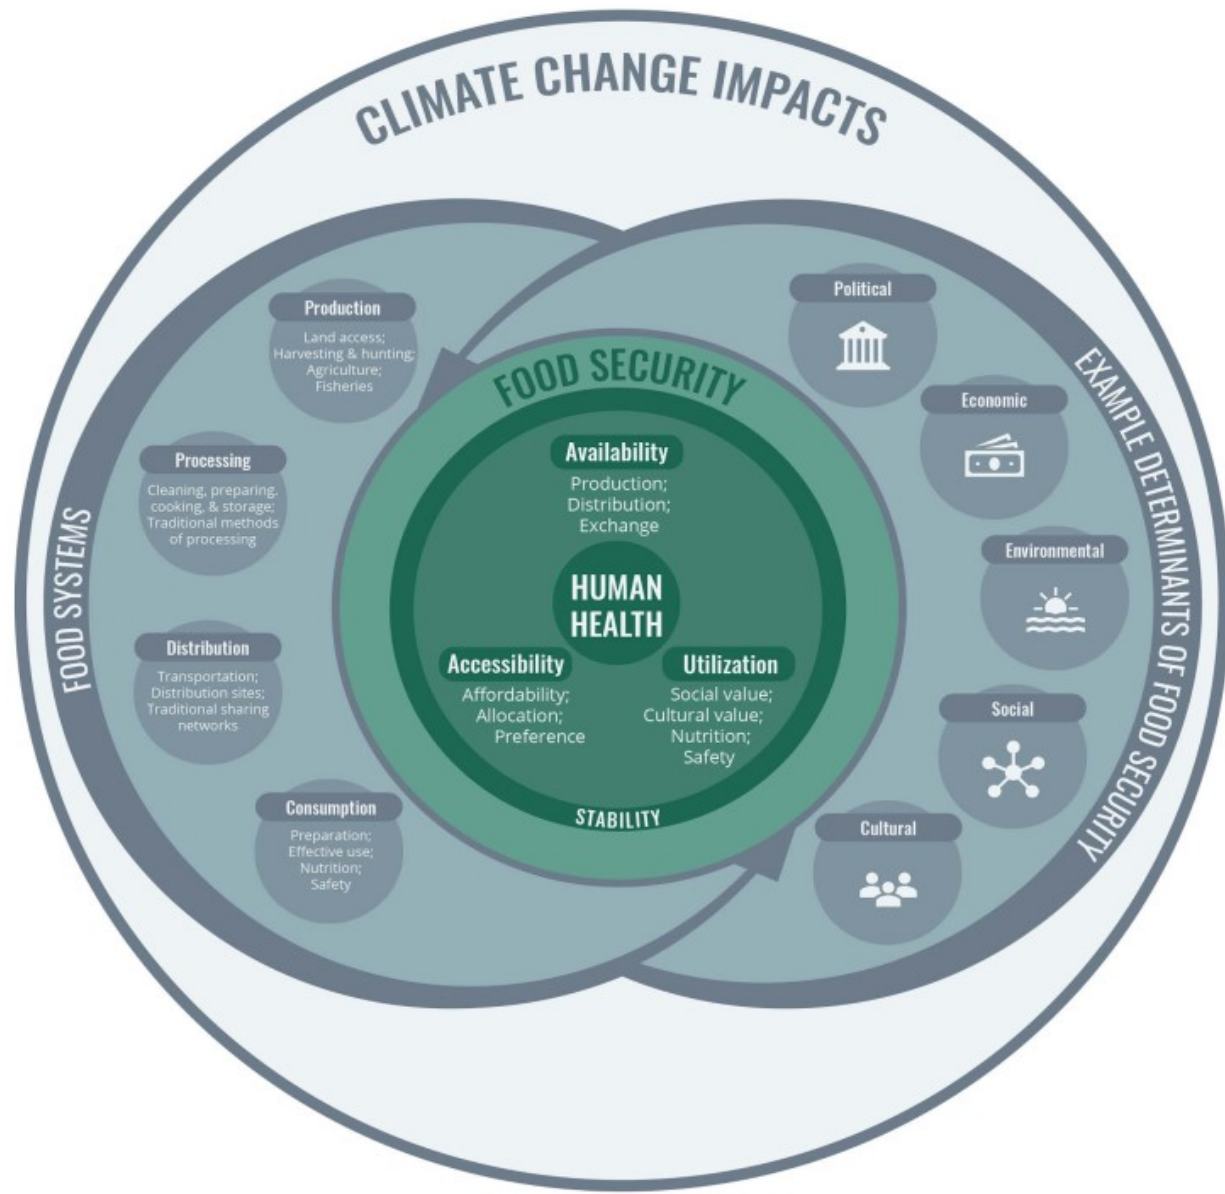 CLIMATE CHANGE IMPACTS
FOOD SYSTEMS
Production
Land access;
Harvesting & hunting;
Agriculture;
Fisheries
Processing
Cleaning, preparing.
cooking, & storage;
Traditional methods
of processing
Distribution
Transportation;
Distribution sites;
Traditional sharing
networks
Consumption
Preparation;
Effective use;
Nutrition;
Safety
FOOD SECURITY
Availability
Production;
Distribution;
Exchange
HUMAN
HEALTH
Accessibility
Affordability;
Allocation;
Preference
Utilization
Social value;
Cultural value;
Nutrition;
Safety
STABILITY
EXAMPLE DETERMINANTS OF FOOD SECURITY
Political
Economic
Environmental
Social
Cultural